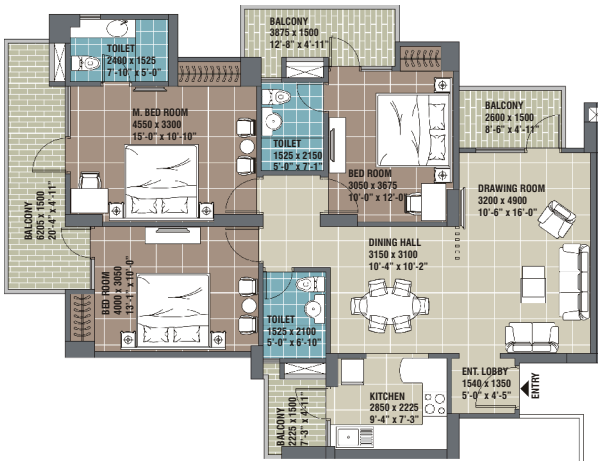 BALCONY
3875 x 1500
12'-8" x 4'-11"
TOILET
2400 x 1525
7'-10" x 5'-0"
M. BED ROOM
4550 x 3300
15'-0" x 10'-10"
TOILET
1525 x 2150
5'-0" x 7'-1"
BED ROOM
3050 x 3675
10'-0" x 12'-0"
BALCONY
2600 x 1500
8'-6" x 4'-11"
DRAWING ROOM
3200 x 4900
10'-6" x 16'-0"
BALCONY
6205 x 1500
20'-4" x 4'-11"
DINING HALL
3150 x 3100
10'-4" x 10'-2"
BED ROOM
4000 x 3050
13'-1" x 10'-0"
TOILET
1525 x 2100
5'-0" x 6'-10"
BALCONY
2225 x 1500
7'-3" x 4'-11"
KITCHEN
2850 x 2225
9'-4" x 7'-3"
ENT. LOBBY
1540 x 1350
5'-0" x 4'-5"
ENTRY